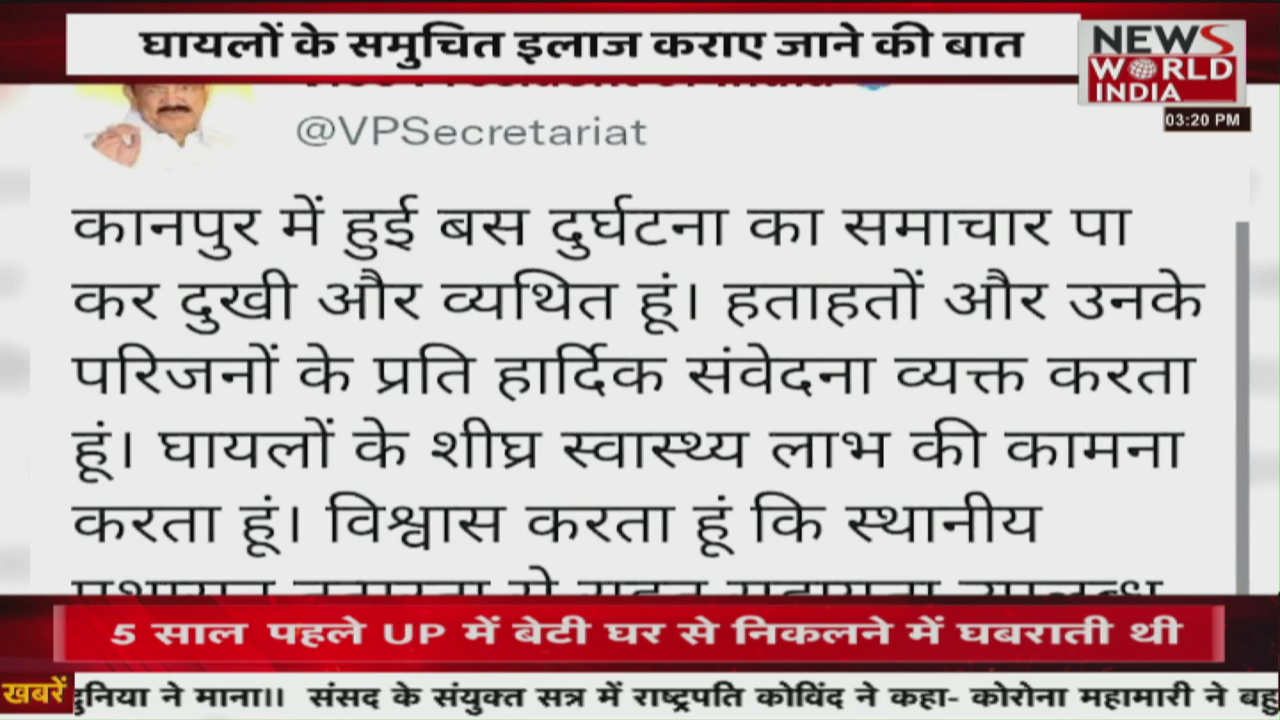 घायलों के समुचित इलाज कराए जाने की बात
NEWS
WORLD
INDIA
03:20 PM
@VPSecretariat
कानपुर में हुई बस दुर्घटना का समाचार पा
कर दुखी और व्यथित हूं। हताहतों और उनके
परिजनों के प्रति हार्दिक संवेदना व्यक्त करता
हूं। घायलों के शीघ्र स्वास्थ्य लाभ की कामना
करता हूं। विश्वास करता हूं कि स्थानीय
5 साल पहले UP में बेटी घर से निकलने में घबराती थी
खबरें दुनिया ने माना।। संसद के संयुक्त सत्र में राष्ट्रपति कोविंद ने कहा- कोरोना महामारी ने बहु